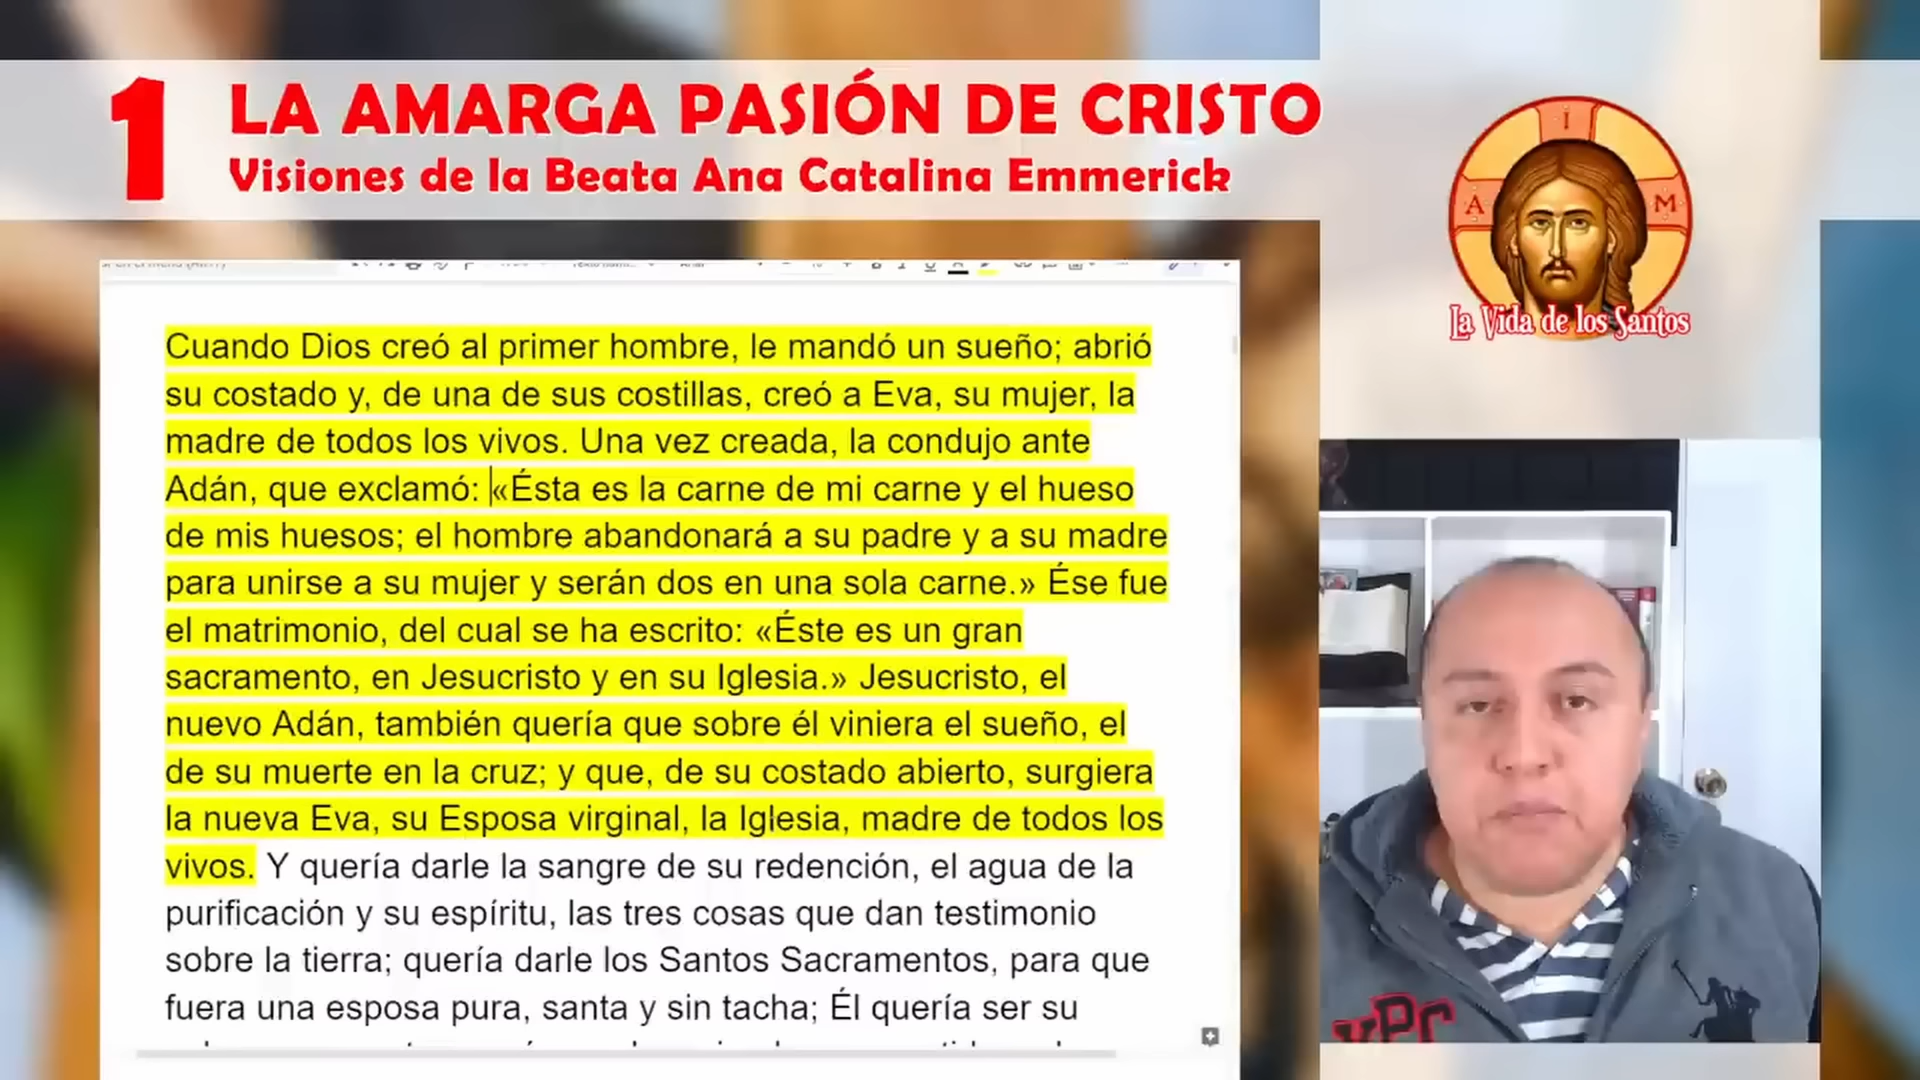 1
LA AMARGA PASIÓN DE CRISTO
Visiones de la Beata Ana Catalina Emmerick
I
A
M
La Vida de los Santos
Cuando Dios creó al primer hombre, le mandó un sueño; abrió
su costado y, de una de sus costillas, creó a Eva, su mujer, la
madre de todos los vivos. Una vez creada, la condujo ante
Adán, que exclamó: «Ésta es la carne de mi carne y el hueso
de mis huesos; el hombre abandonará a su padre y a su madre
para unirse a su mujer y serán dos en una sola carne.» Ése fue
el matrimonio, del cual se ha escrito: «Éste es un gran
sacramento, en Jesucristo y en su Iglesia.» Jesucristo, el
nuevo Adán, también quería que sobre él viniera el sueño, el
de su muerte en la cruz; y que, de su costado abierto, surgiera
la nueva Eva, su Esposa virginal, la Iglesia, madre de todos los
vivos. Y quería darle la sangre de su redención, el agua de la
purificación y su espíritu, las tres cosas que dan testimonio
sobre la tierra; quería darle los Santos Sacramentos, para que
fuera una esposa pura, santa y sin tacha; Él quería ser su